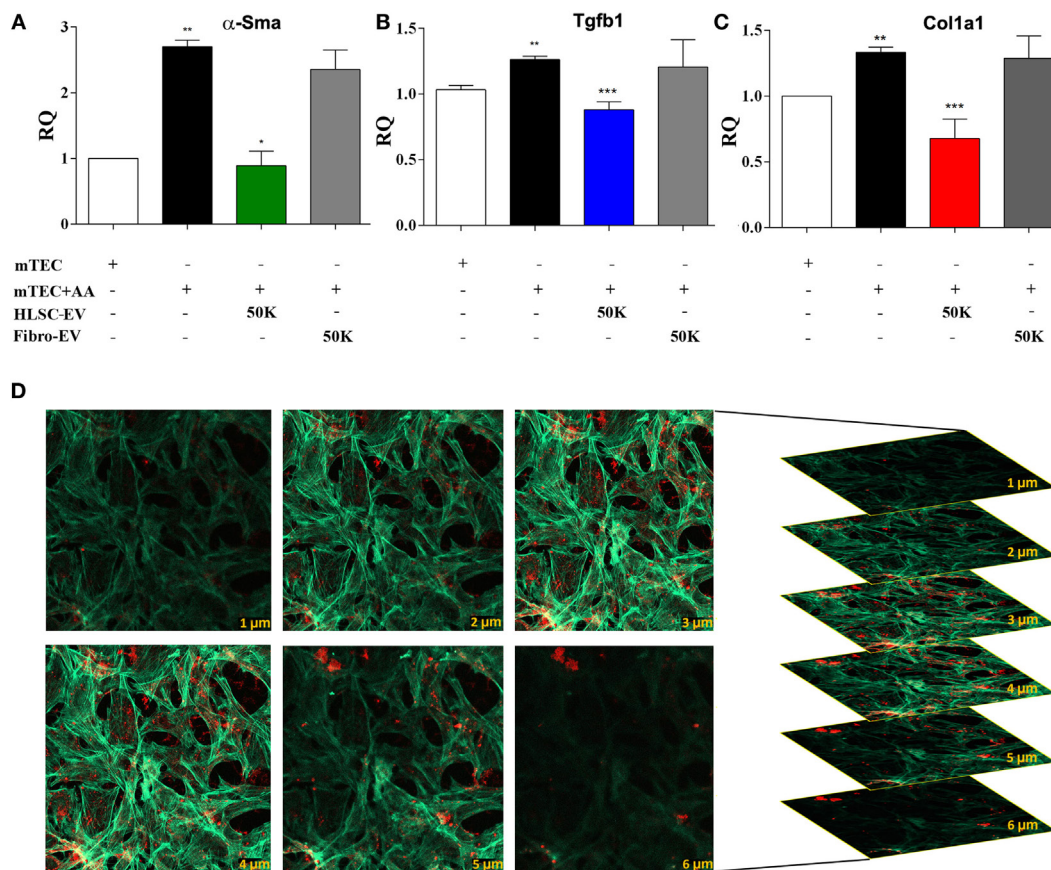 A
α-Sma
RQ
3
2
1
0
**
*
B
Tgfb1
RQ
1.5
1.0
0.5
0.0
**
***
C
Col1a1
RQ
1.5
1.0
0.5
0.0
**
***
mTEC + - - - + - - - + - - -
mTEC+AA - + + + - + + + - + + +
HLSC-EV - - 50K - - - 50K - - - 50K -
Fibro-EV - - - 50K - - - 50K - - - 50K
D
1 µm
2 µm
3 µm
4 µm
5 µm
6 µm
1 µm
2 µm
3 µm
4 µm
5 µm
6 µm